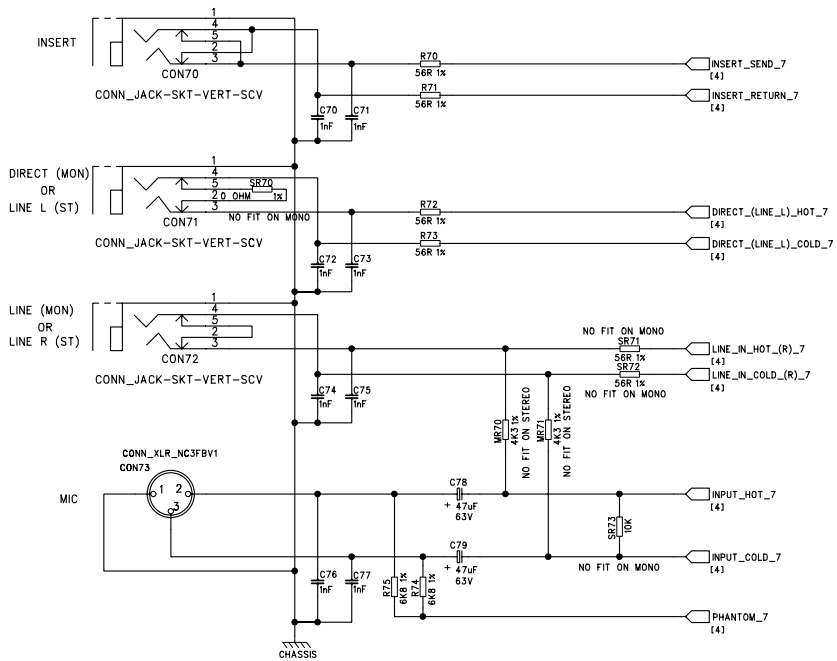 INSERT
1
4
5
2
3
CON70
CONN_JACK-SKT-VERT-SCV
R70
56R 1%
R71
56R 1%
INSERT_SEND_7
[4]
INSERT_RETURN_7
[4]
C70
1nF
C71
1nF
DIRECT (MON)
OR
LINE L (ST)
1
4
5
2
3
SR70
0 OHM 1%
NO FIT ON MONO
CON71
CONN_JACK-SKT-VERT-SCV
R72
56R 1%
R73
56R 1%
DIRECT_(LINE_L)_HOT_7
[4]
DIRECT_(LINE_L)_COLD_7
[4]
C72
1nF
C73
1nF
LINE (MON)
OR
LINE R (ST)
1
4
5
2
3
CON72
CONN_JACK-SKT-VERT-SCV
NO FIT ON MONO
SR71
56R 1%
SR72
56R 1%
NO FIT ON MONO
LINE_IN_HOT_(R)_7
[4]
LINE_IN_COLD_(R)_7
[4]
C74
1nF
C75
1nF
MR70
4K3 1%
NO FIT ON STEREO
MR71
4K3 1%
NO FIT ON STEREO
CONN_XLR_NC3FBV1
CON73
MIC
1 2
3
C78
+ 47uF
63V
C79
+ 47uF
63V
SR73
10K
NO FIT ON MONO
INPUT_HOT_7
[4]
INPUT_COLD_7
[4]
C76
1nF
C77
1nF
R75
6K8 1%
R74
6K8 1%
PHANTOM_7
[4]
CHASSIS